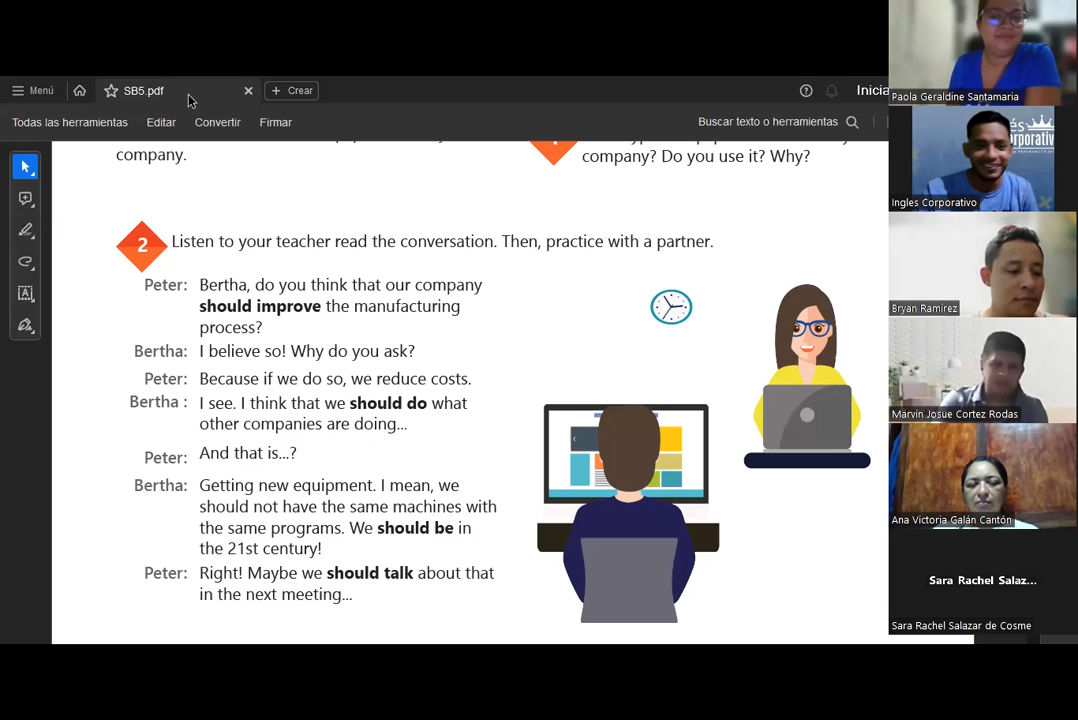 Menú
SB5.pdf
Crear
Inicia
Todas las herramientas
Editar
Convertir
Firmar
Buscar texto o herramientas
company.
company? Do you use it? Why?
2
Listen to your teacher read the conversation. Then, practice with a partner.
Peter: Bertha, do you think that our company
should improve the manufacturing
process?
Bertha: I believe so! Why do you ask?
Peter: Because if we do so, we reduce costs.
Bertha : I see. I think that we should do what
other companies are doing...
Peter: And that is...?
Bertha: Getting new equipment. I mean, we
should not have the same machines with
the same programs. We should be in
the 21st century!
Peter: Right! Maybe we should talk about that
in the next meeting...
Paola Geraldine Santamaria
Ingles Corporativo
Bryan Ramirez
Marvin Josue Cortez Rodas
Ana Victoria Galán Cantón
Sara Rachel Salaz...
Sara Rachel Salazar de Cosme